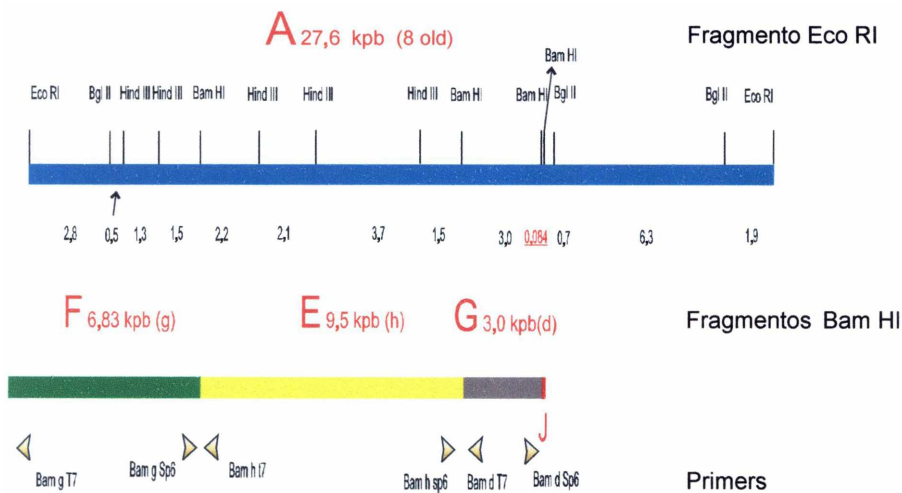 A 27,6 kpb (8 old)
Fragmento Eco RI
Bam HI
Eco RI Bgl II Hind III Hind III Bam HI Hind III Hind III Hind III Bam HI Bam HI Bgl II Bgl II Eco RI
2,8 0,5 1,3 1,5 2,2 2,1 3,7 1,5 3,0 0,084 0,7 6,3 1,9
F 6,83 kpb (g) E 9,5 kpb (h) G 3,0 kpb(d)
Fragmentos Bam HI
J
Bam g T7 Bam g Sp6 Bam h t7 Bam h sp6 Bam d T7 Bam d Sp6
Primers